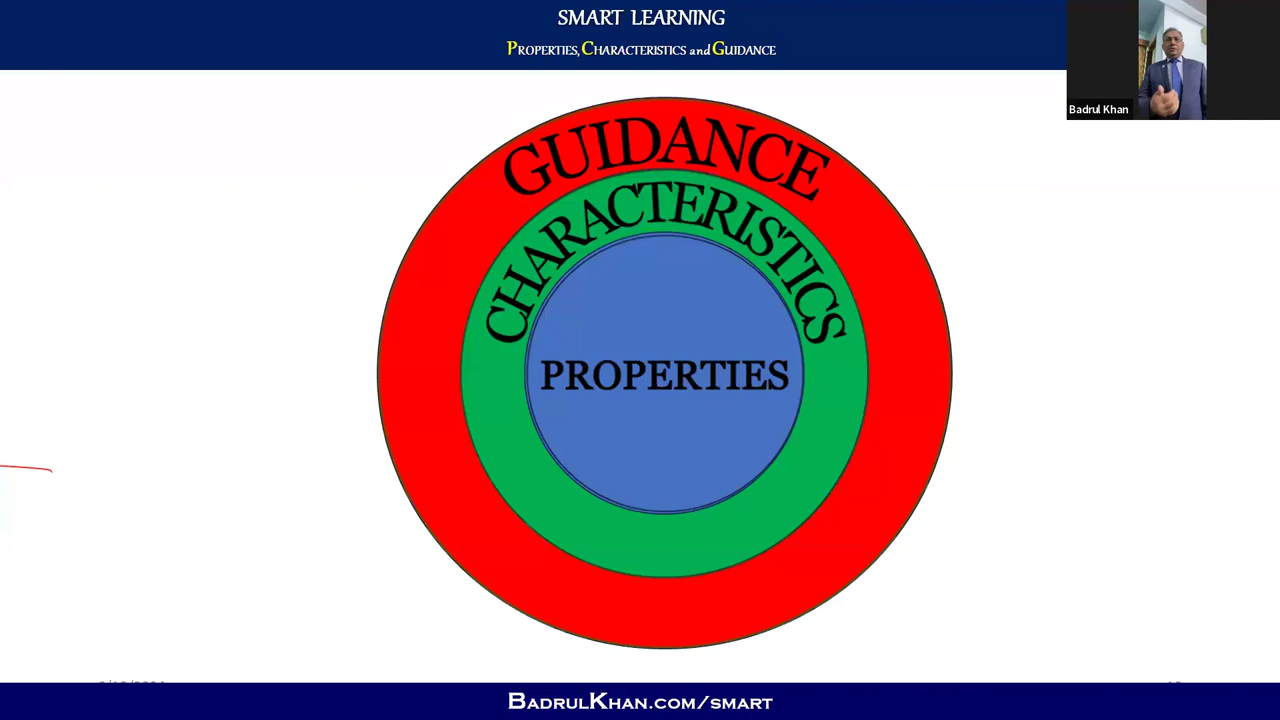 SMART LEARNING
PROPERTIES, CHARACTERISTICS and GUIDANCE
Badrul Khan
GUIDANCE
CHARACTERISTICS
PROPERTIES
BADRULKHAN.COM/SMART